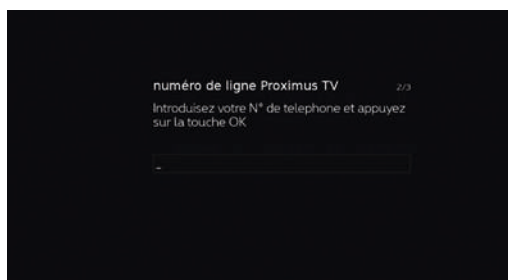 numéro de ligne Proximus TV 2/3
Introduisez votre N° de telephone et appuyez
sur la touche OK
_